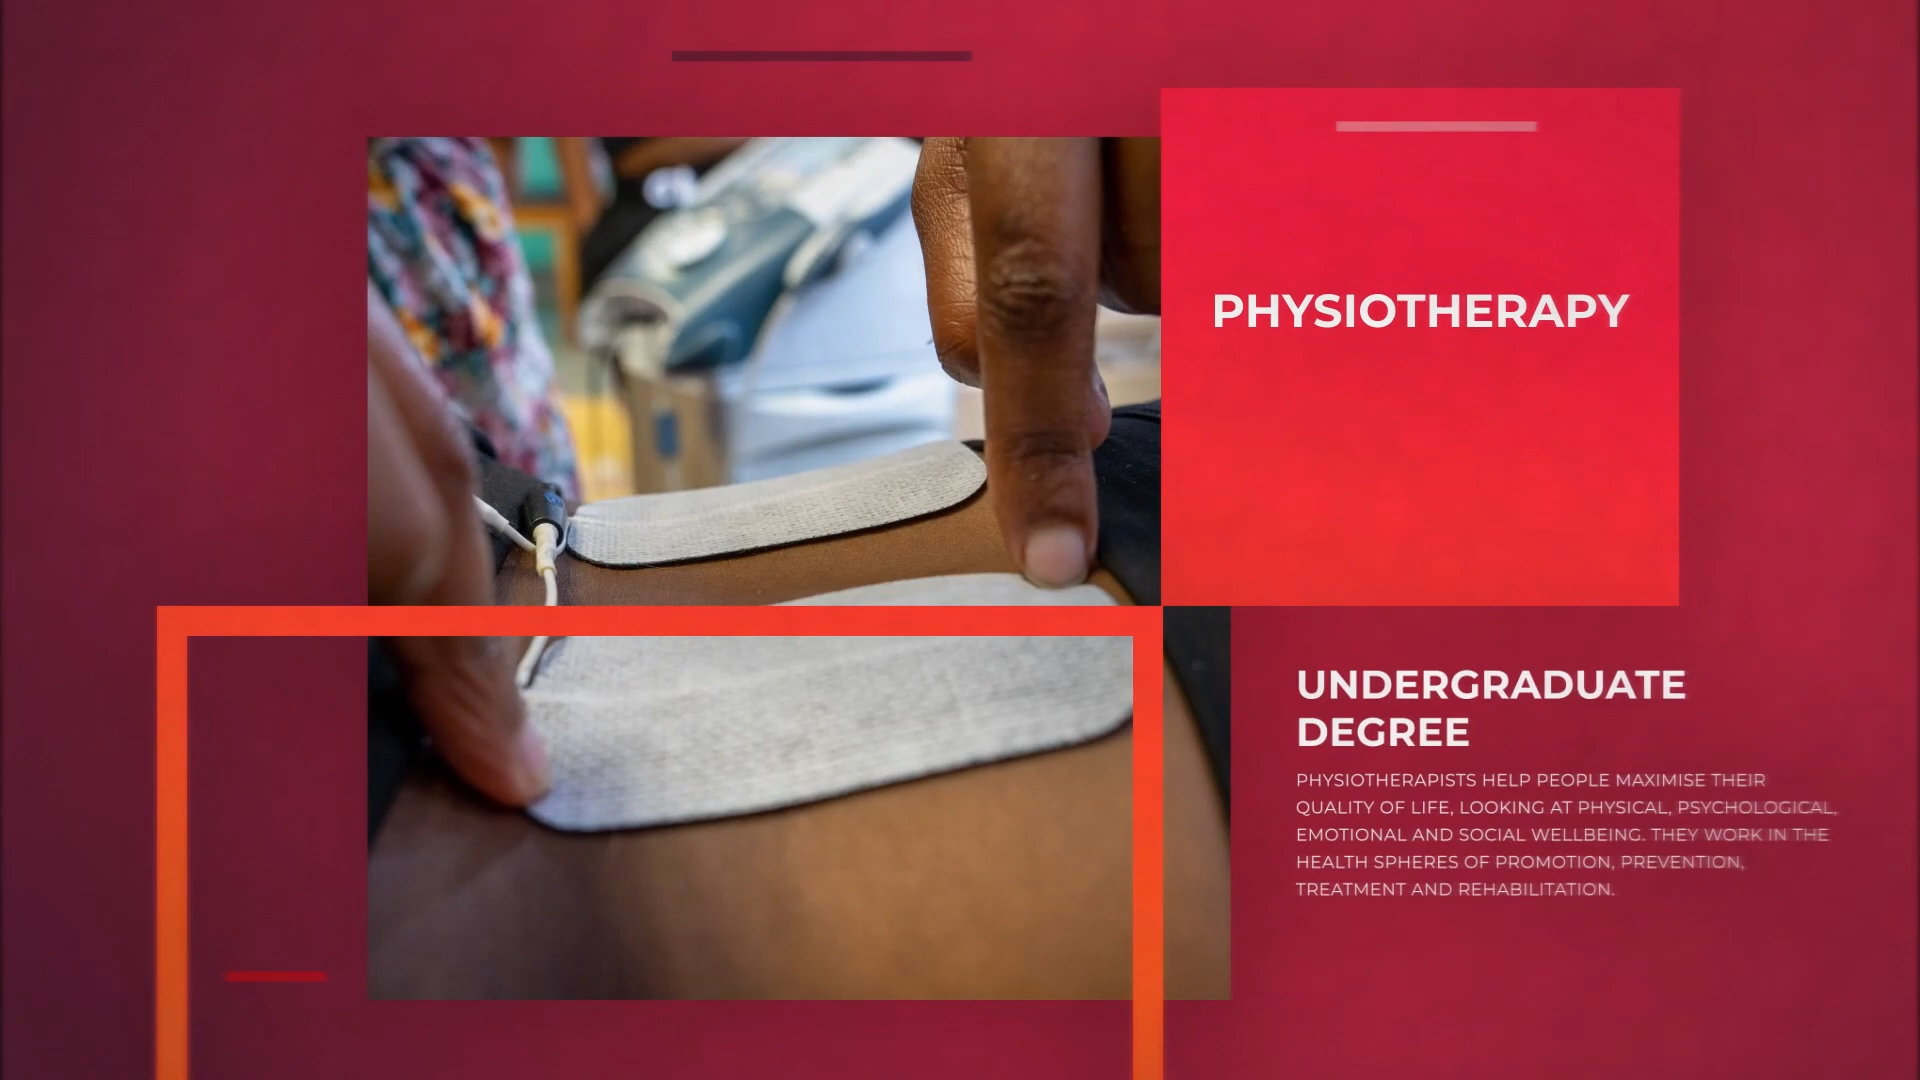 PHYSIOTHERAPY
UNDERGRADUATE
DEGREE
PHYSIOTHERAPISTS HELP PEOPLE MAXIMISE THEIR
QUALITY OF LIFE, LOOKING AT PHYSICAL, PSYCHOLOGICAL,
EMOTIONAL AND SOCIAL WELLBEING. THEY WORK IN THE
HEALTH SPHERES OF PROMOTION, PREVENTION,
TREATMENT AND REHABILITATION.